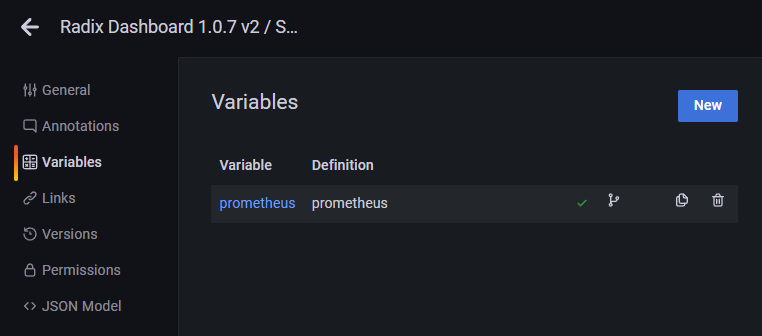 Radix Dashboard 1.0.7 v2 / S...
General
Annotations
Variables
Links
Versions
Permissions
JSON Model
Variables
New
Variable Definition
prometheus prometheus